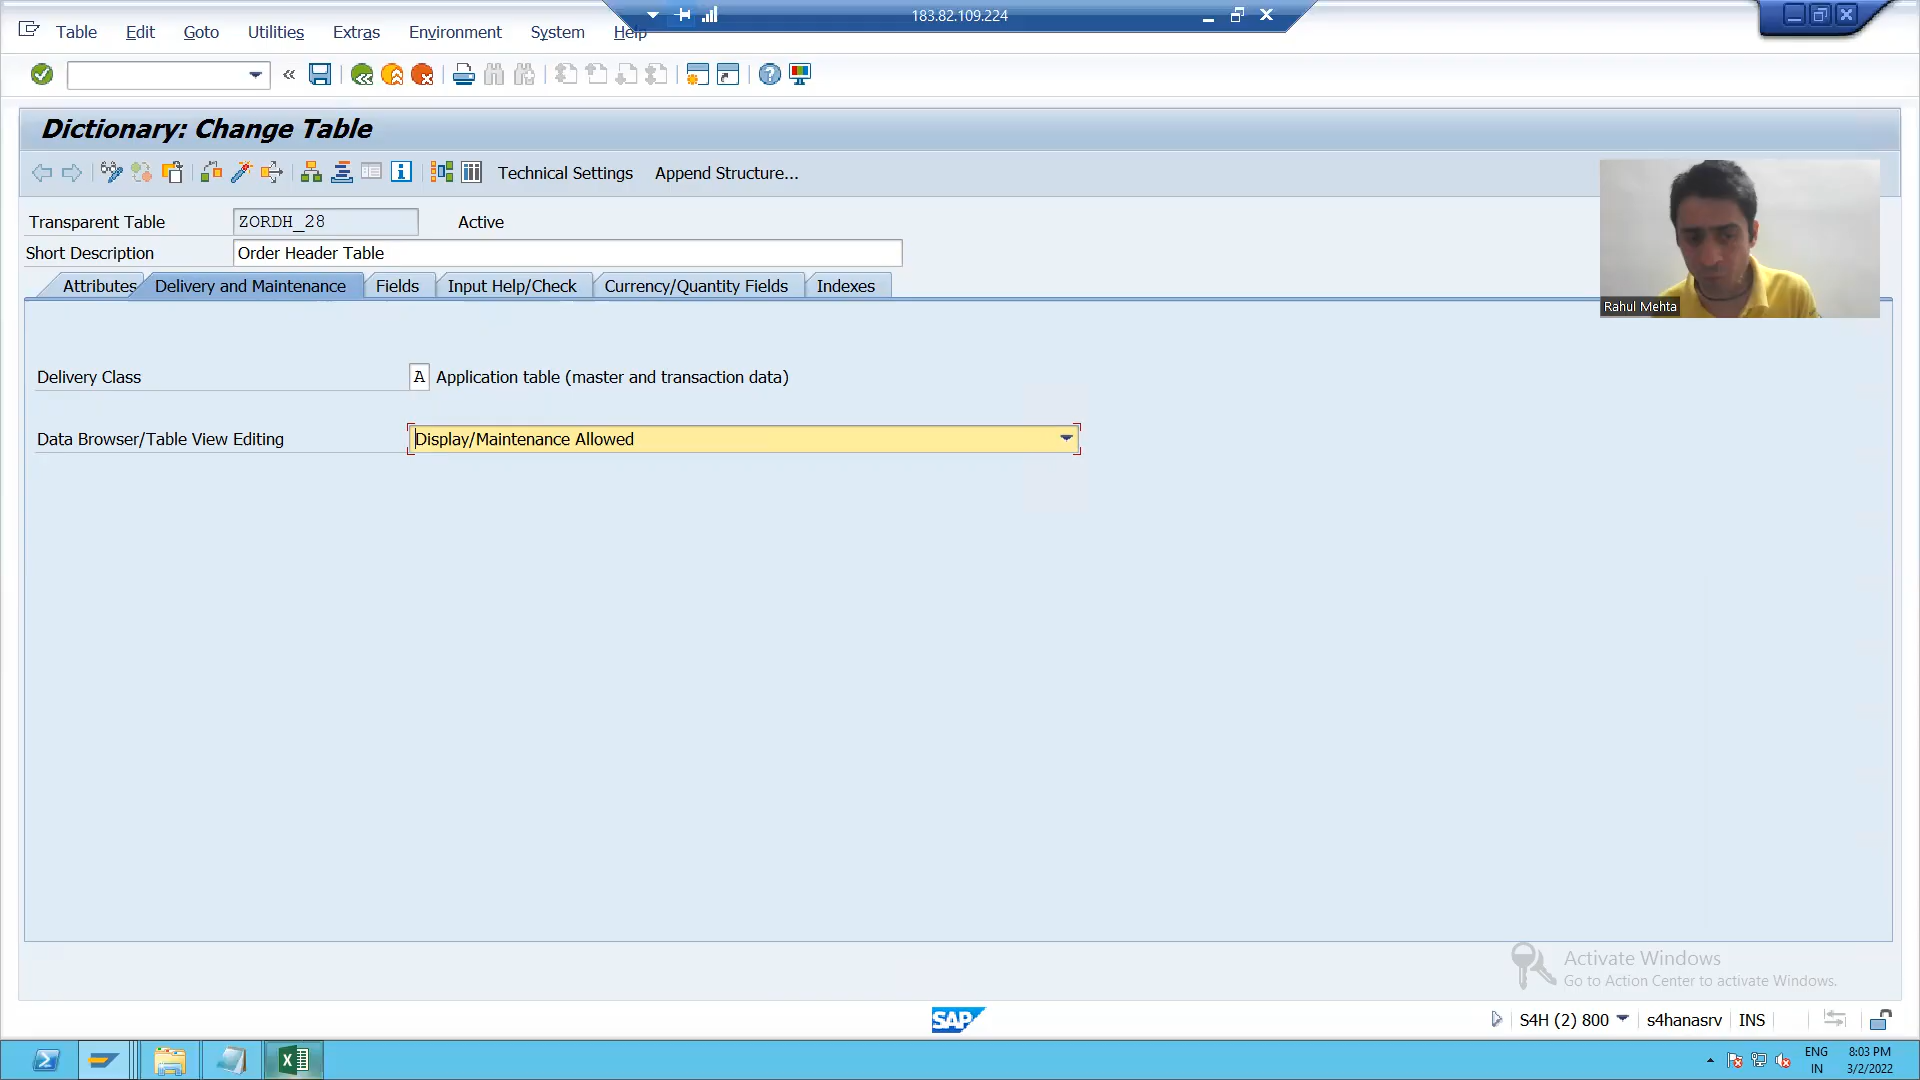 183.82.109.224
Table Edit Goto Utilities Extras Environment System Help
Dictionary: Change Table
Technical Settings Append Structure...
Transparent Table ZORDH_28 Active
Short Description Order Header Table
Attributes Delivery and Maintenance Fields Input Help/Check Currency/Quantity Fields Indexes
Rahul Mehta
Delivery Class A Application table (master and transaction data)
Data Browser/Table View Editing Display/Maintenance Allowed
Activate Windows
Go to Action Center to activate Windows.
SAP S4H (2) 800 s4hanasrv INS
ENG 8:03 PM
IN 3/2/2022